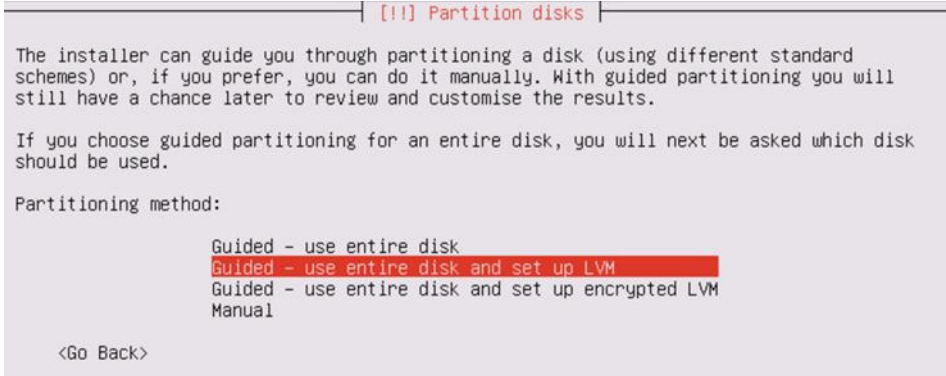 [!!] Partition disks
The installer can guide you through partitioning a disk (using different standard
schemes) or, if you prefer, you can do it manually. With guided partitioning you will
still have a chance later to review and customise the results.
If you choose guided partitioning for an entire disk, you will next be asked which disk
should be used.
Partitioning method:
Guided – use entire disk
Guided – use entire disk and set up LVM
Guided – use entire disk and set up encrypted LVM
Manual
<Go Back>